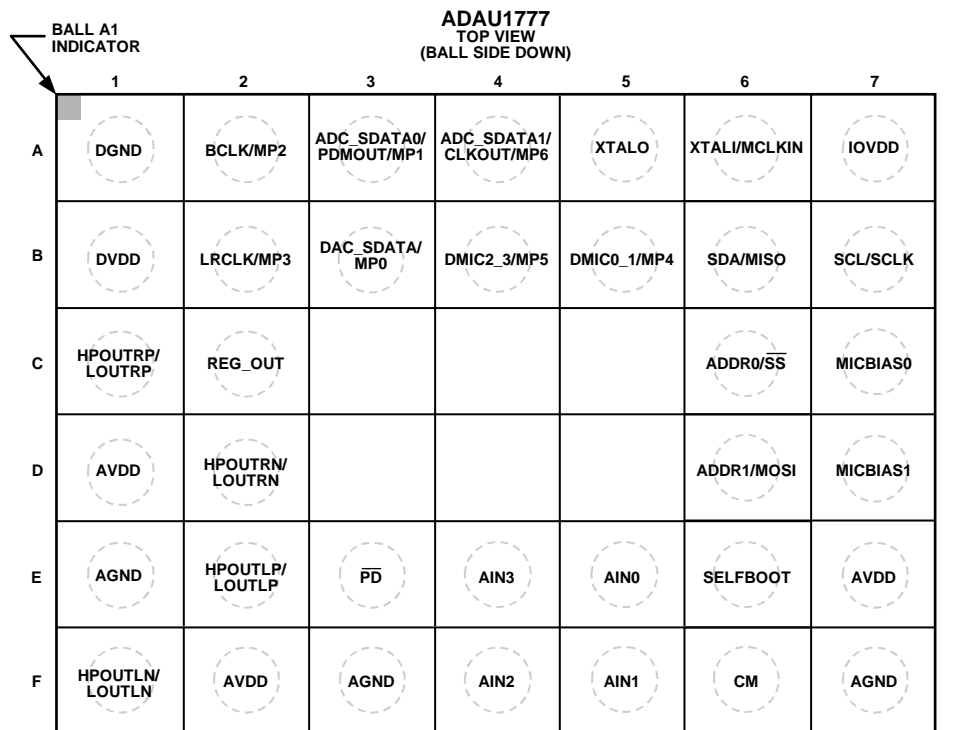 BALL A1
INDICATOR
ADAU1777
TOP VIEW
(BALL SIDE DOWN)
1 2 3 4 5 6 7
A
DGND
BCLK/MP2
ADC_SDATA0/
PDMOUT/MP1
ADC_SDATA1/
CLKOUT/MP6
XTALO
XTALI/MCLKIN
IOVDD
B
DVDD
LRCLK/MP3
DAC_SDATA/
MP0
DMIC2_3/MP5
DMIC0_1/MP4
SDA/MISO
SCL/SCLK
C
HPOUTRP/
LOUTRP
REG_OUT
ADDR0/S̅S̅
MICBIAS0
D
AVDD
HPOUTRN/
LOUTRN
ADDR1/MOSI
MICBIAS1
E
AGND
HPOUTLP/
LOUTLP
P̅D̅
AIN3
AIN0
SELFBOOT
AVDD
F
HPOUTLN/
LOUTLN
AVDD
AGND
AIN2
AIN1
CM
AGND